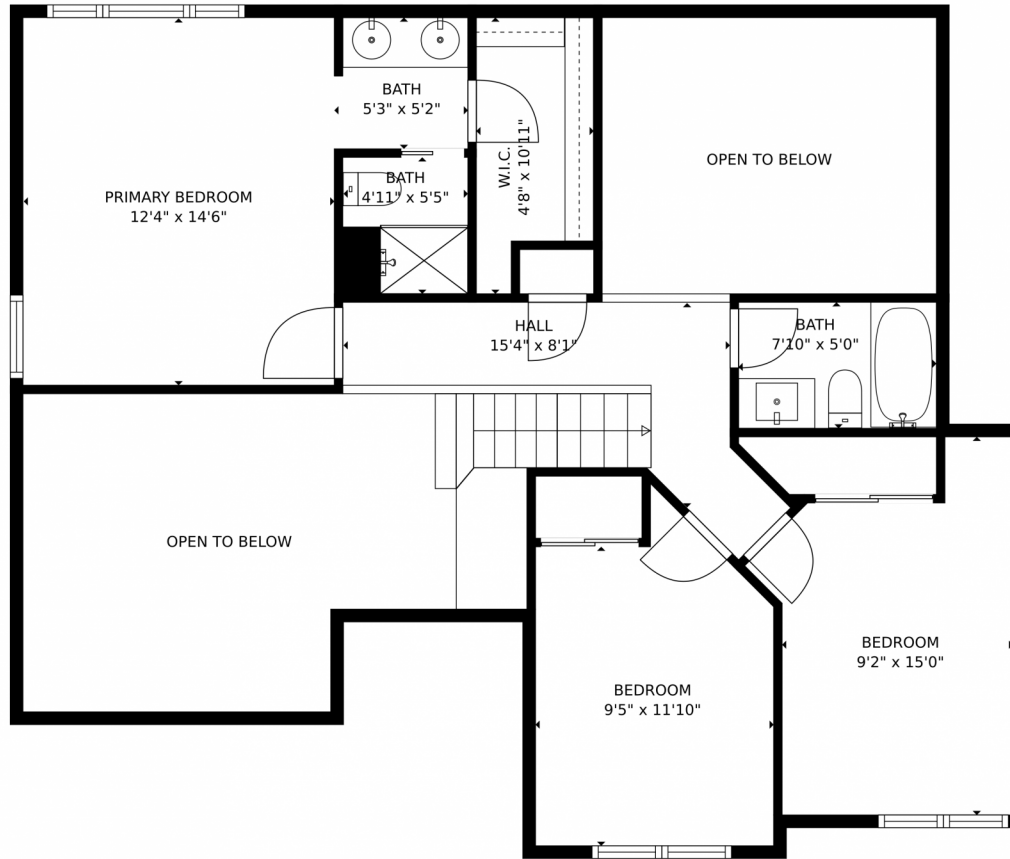 BATH
5'3" x 5'2"
OPEN TO BELOW
W.I.C.
4'8" x 10'11"
BATH
4'11" x 5'5"
PRIMARY BEDROOM
12'4" x 14'6"
HALL
15'4" x 8'1"
BATH
7'10" x 5'0"
OPEN TO BELOW
BEDROOM
9'2" x 15'0"
BEDROOM
9'5" x 11'10"